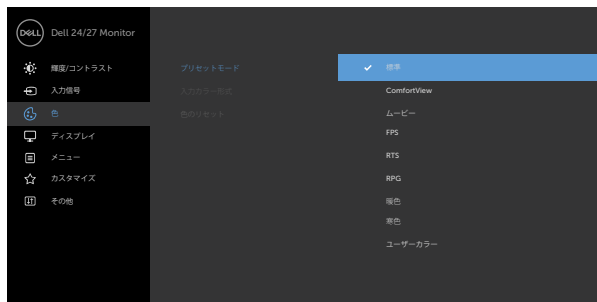 DELL
Dell 24/27 Monitor
輝度/コントラスト
入力信号
色
ディスプレイ
メニュー
カスタマイズ
その他
プリセットモード
入力カラー形式
色のリセット
標準
ComfortView
ムービー
FPS
RTS
RPG
暖色
寒色
ユーザーカラー